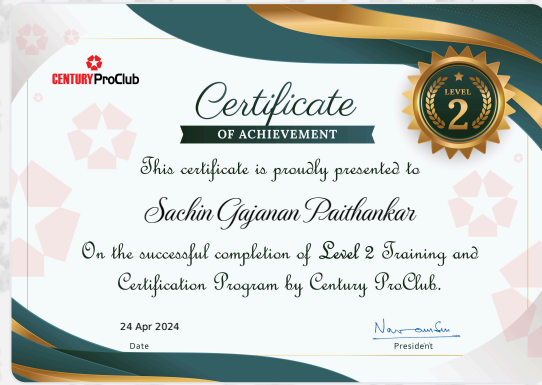 CENTURY ProClub
Certificate
OF ACHIEVEMENT
LEVEL
2
This certificate is proudly presented to
Sachin Gajanan Paithankar
On the successful completion of Level 2 Training and
Certification Program by Century ProClub.
24 Apr 2024
Date
President